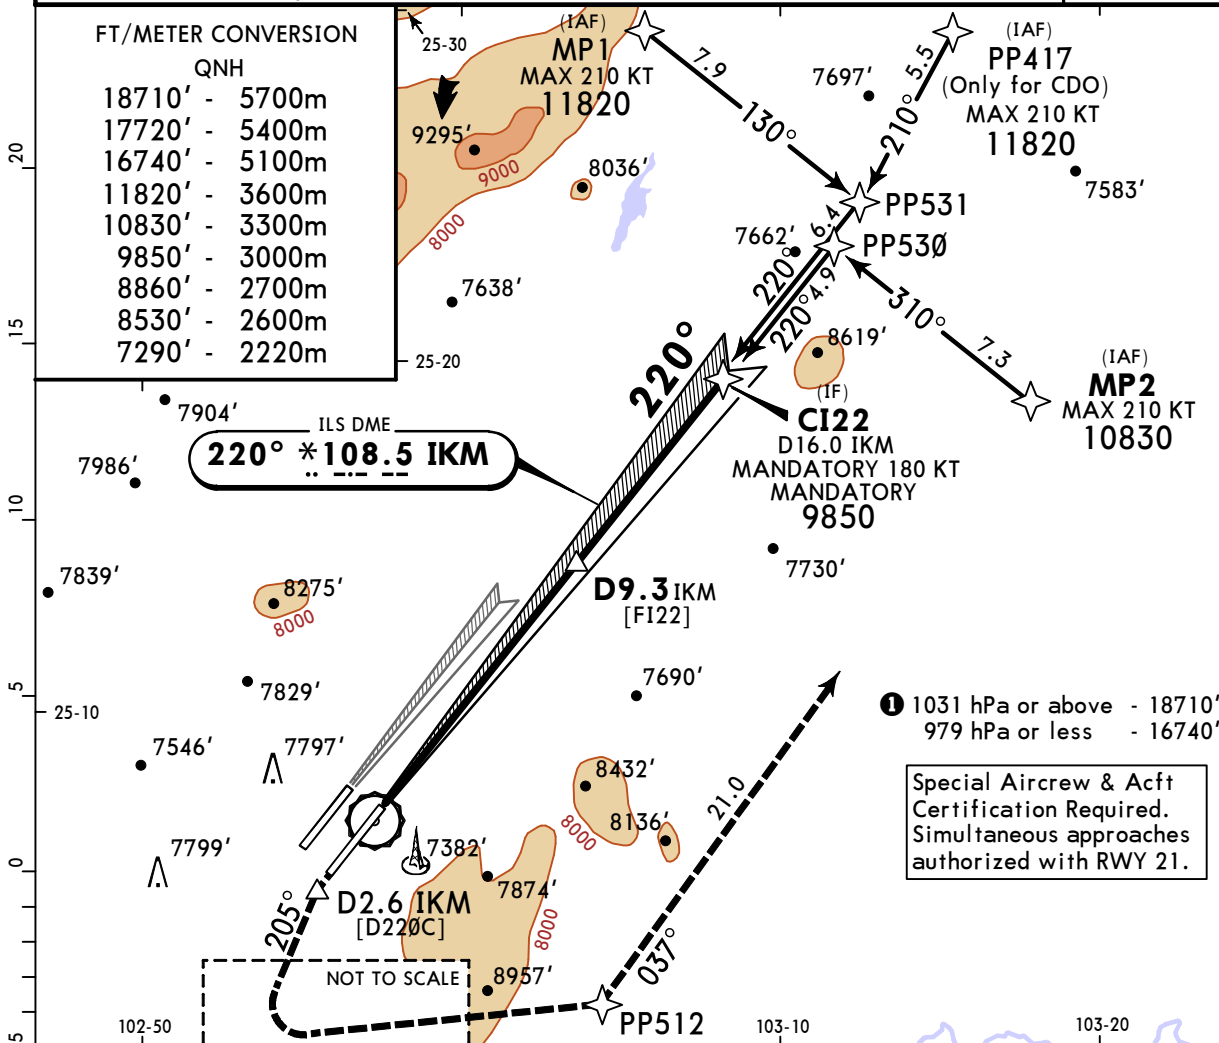 FT/METER CONVERSION
QNH
18710' - 5700m
17720' - 5400m
16740' - 5100m
11820' - 3600m
10830' - 3300m
9850' - 3000m
8860' - 2700m
8530' - 2600m
7290' - 2220m
25-30
(IAF)
MP1
MAX 210 KT
11820
7.9
130°
7697'
5.5
210°
(IAF)
PP417
(Only for CDO)
MAX 210 KT
11820
7583'
9295'
9000
8036'
8000
20
PP531
6.4
7662'
PP530
220°
220°
4.9
310°
7.3
7638'
15
25-20
220°
8619'
(IAF)
MP2
MAX 210 KT
10830
(IF)
CI22
D16.0 IKM
MANDATORY 180 KT
MANDATORY
9850
7904'
ILS DME
220° *108.5 IKM
7986'
10
7730'
7839'
8275'
8000
D9.3 IKM
[FI22]
7829'
7690'
5
25-10
7546'
7797'
❶ 1031 hPa or above - 18710'
979 hPa or less - 16740'
8432'
8136'
8000
21.0
Special Aircrew & Acft
Certification Required.
Simultaneous approaches
authorized with RWY 21.
7799'
0
7382'
7874'
D2.6 IKM
[D220C]
205°
8000
037°
NOT TO SCALE
8957'
PP512
5
102-50
103-10
103-20